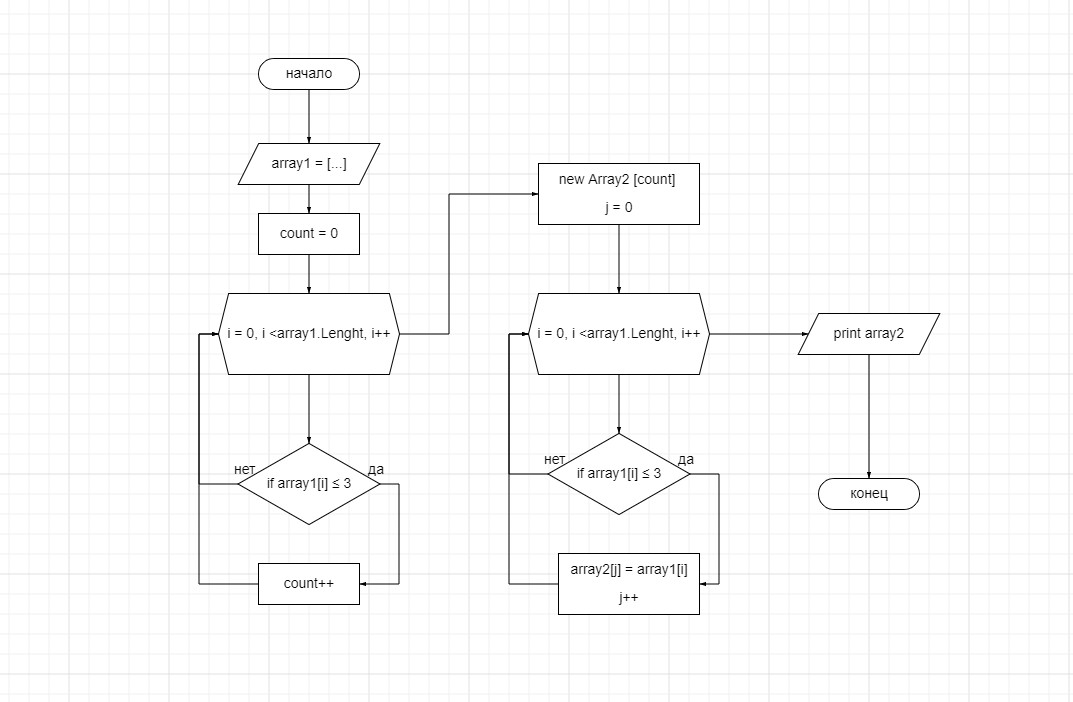 начало
array1 = [...]
count = 0
i = 0, i <array1.Lenght, i++
нет
да
if array1[i] ≤ 3
count++
new Array2 [count]
j = 0
i = 0, i <array1.Lenght, i++
нет
да
if array1[i] ≤ 3
array2[j] = array1[i]
j++
print array2
конец